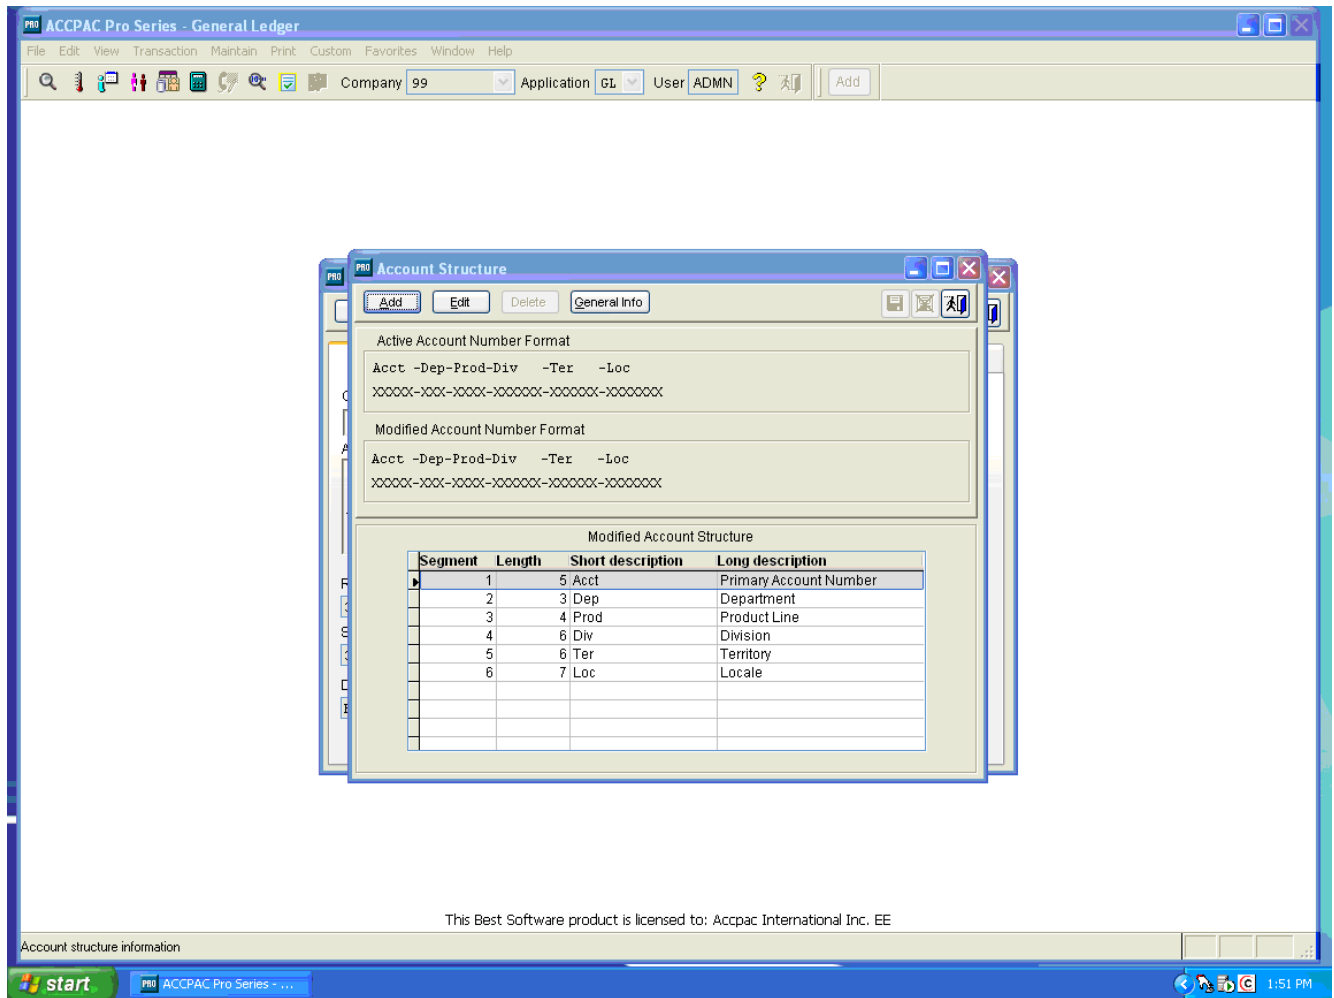 PRO ACCPAC Pro Series - General Ledger
File Edit View Transaction Maintain Print Custom Favorites Window Help
Company 99 Application GL User ADMN Add
PRO
PRO Account Structure
Add Edit Delete General Info
Active Account Number Format
Acct -Dep-Prod-Div   -Ter   -Loc
XXXXX-XXX-XXXX-XXXXXX-XXXXXX-XXXXXXX
Modified Account Number Format
Acct -Dep-Prod-Div   -Ter   -Loc
XXXXX-XXX-XXXX-XXXXXX-XXXXXX-XXXXXXX
Modified Account Structure
Segment Length Short description Long description
1 5 Acct Primary Account Number
2 3 Dep Department
3 4 Prod Product Line
4 6 Div Division
5 6 Ter Territory
6 7 Loc Locale
This Best Software product is licensed to: Accpac International Inc. EE
Account structure information
start PRO ACCPAC Pro Series - ... 1:51 PM